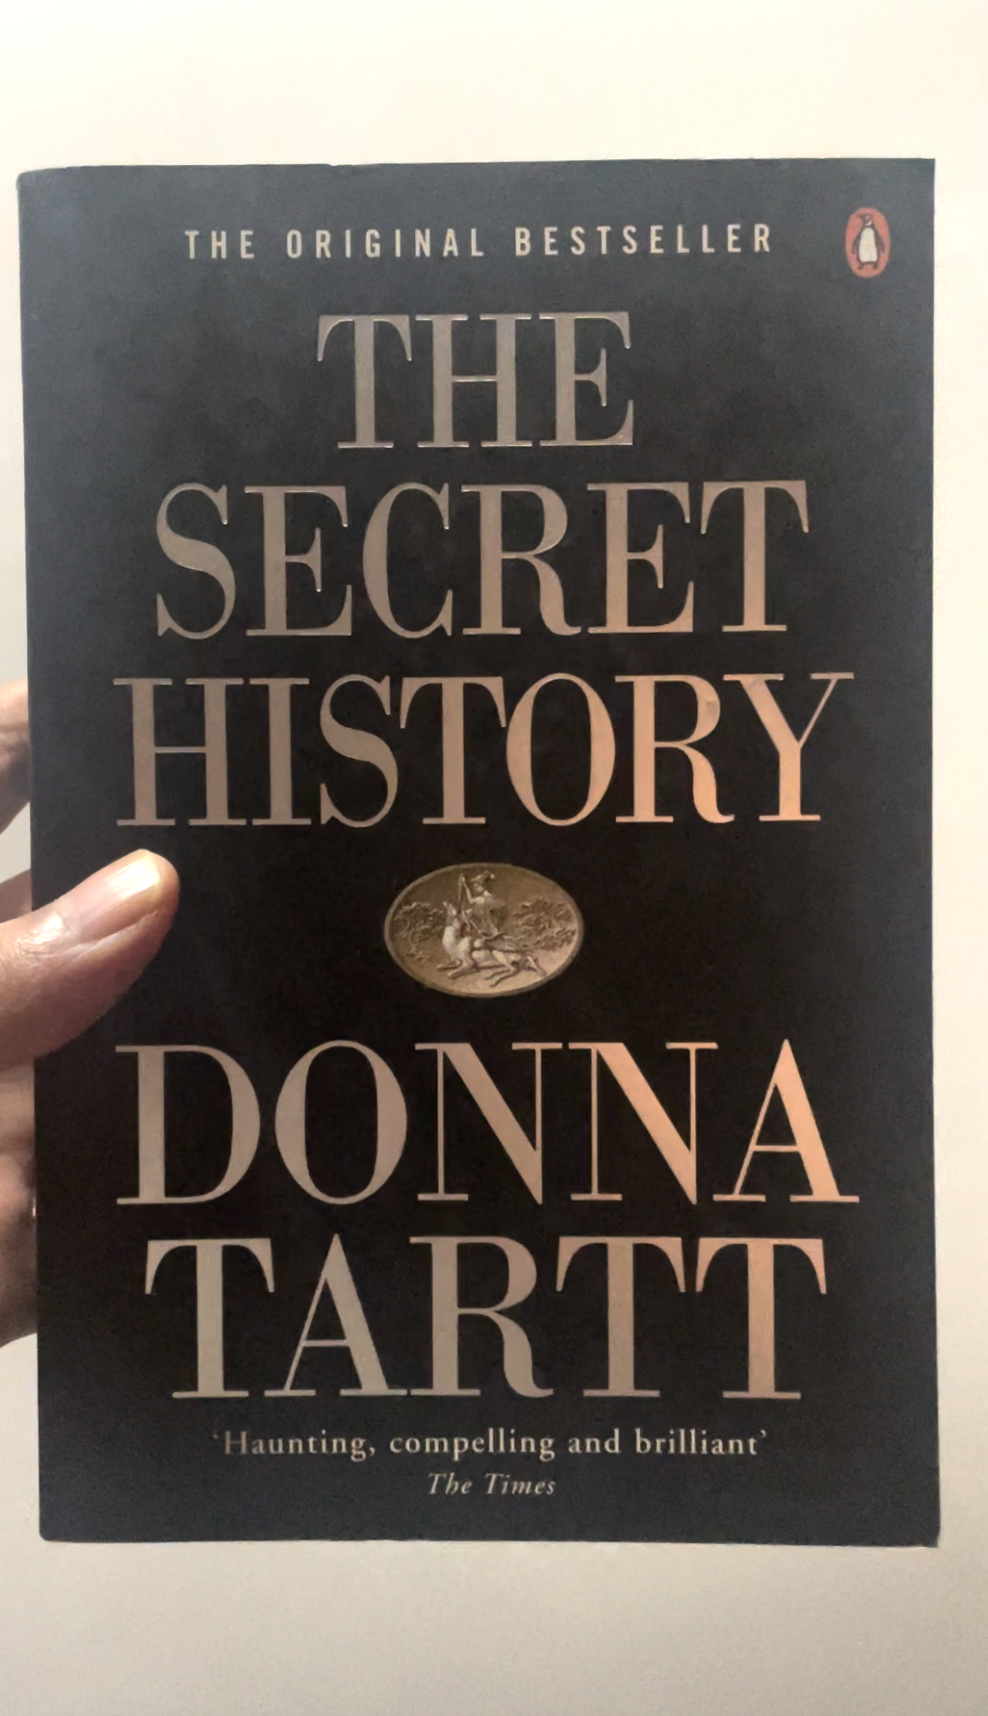 THE ORIGINAL BESTSELLER
THE
SECRET
HISTORY
DONNA
TARTT
‘Haunting, compelling and brilliant’
The Times